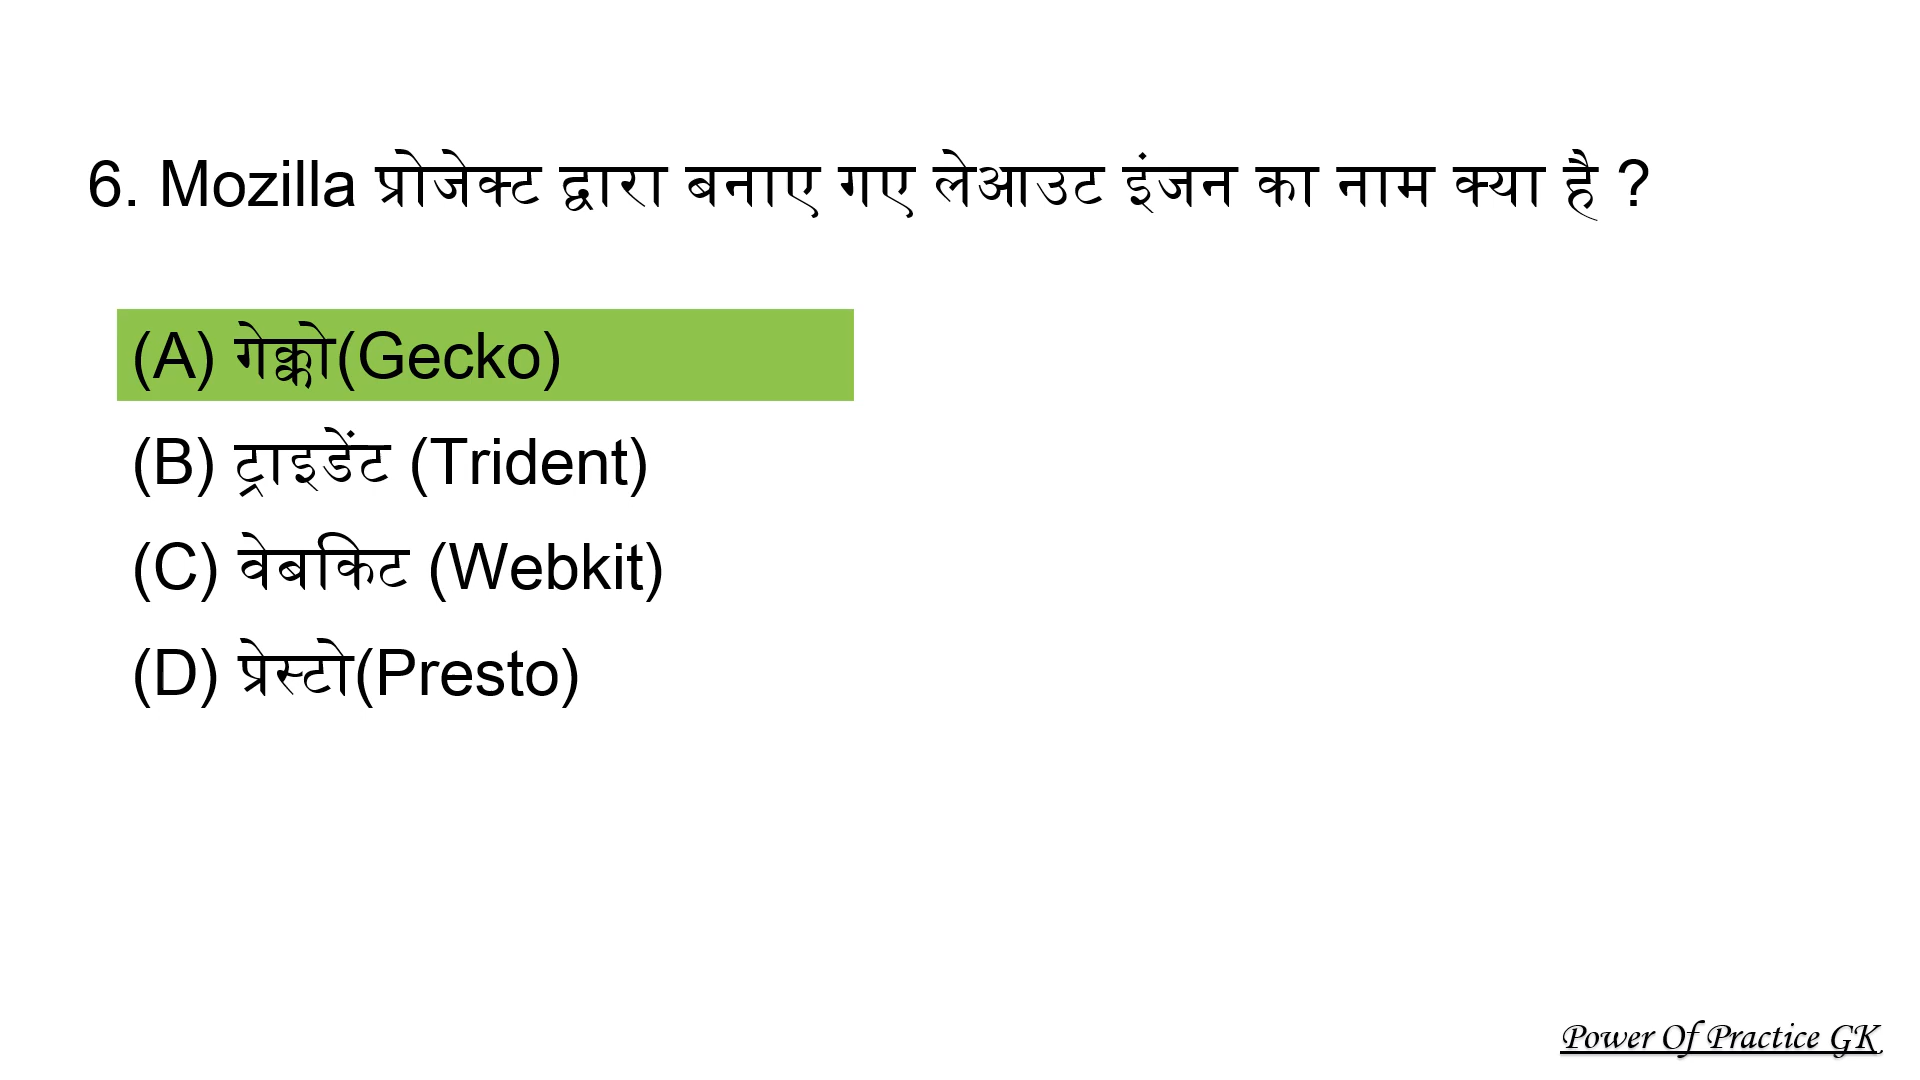 6. Mozilla प्रोजेक्ट द्वारा बनाए गए लेआउट इंजन का नाम क्या है ?
(A) गेक्को(Gecko)
(B) ट्राइडेंट (Trident)
(C) वेबकिट (Webkit)
(D) प्रेस्टो(Presto)
Power Of Practice GK